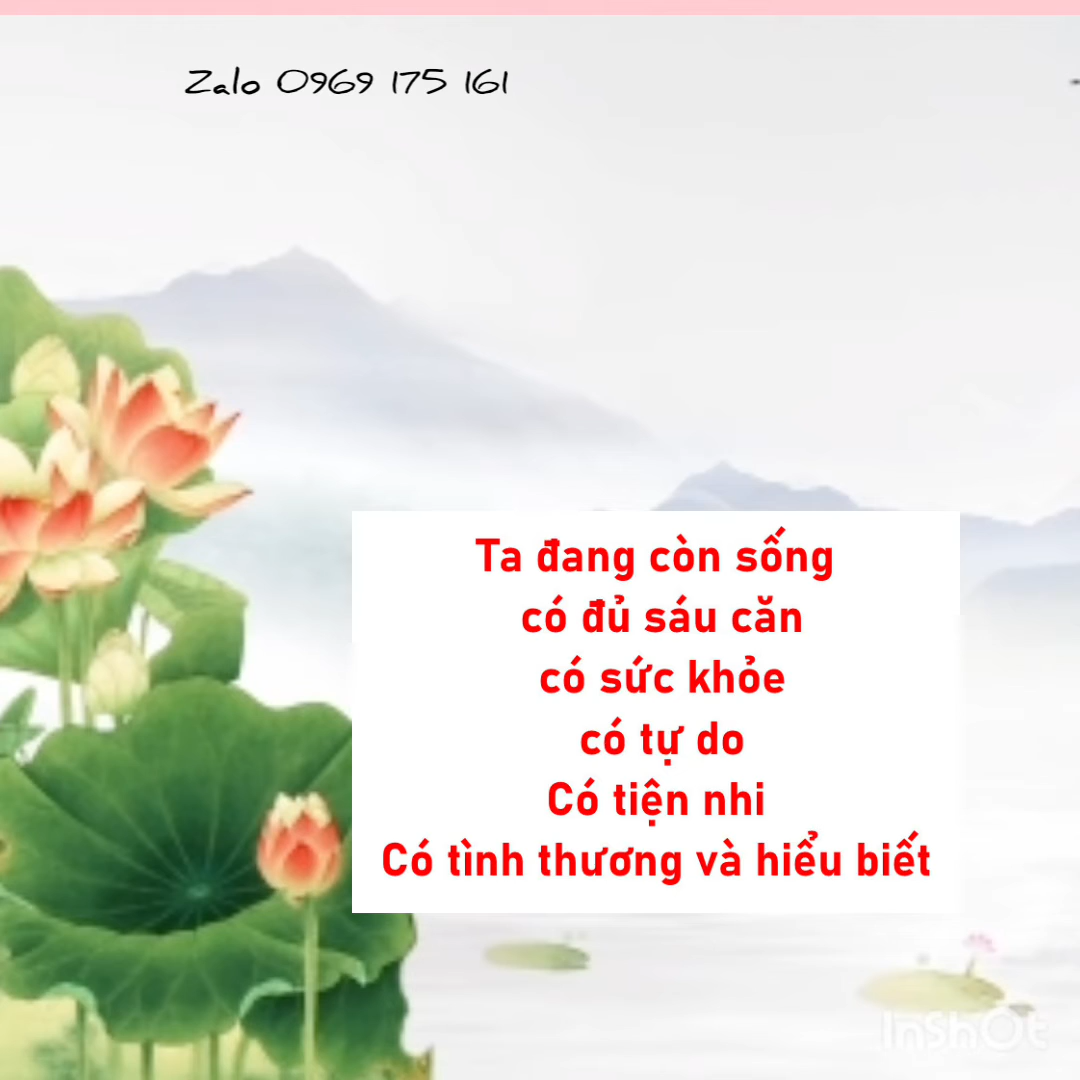 Zalo 0969 175 161
Ta đang còn sống
có đủ sáu căn
có sức khỏe
có tự do
Có tiện nhi
Có tình thương và hiểu biết
InShOt